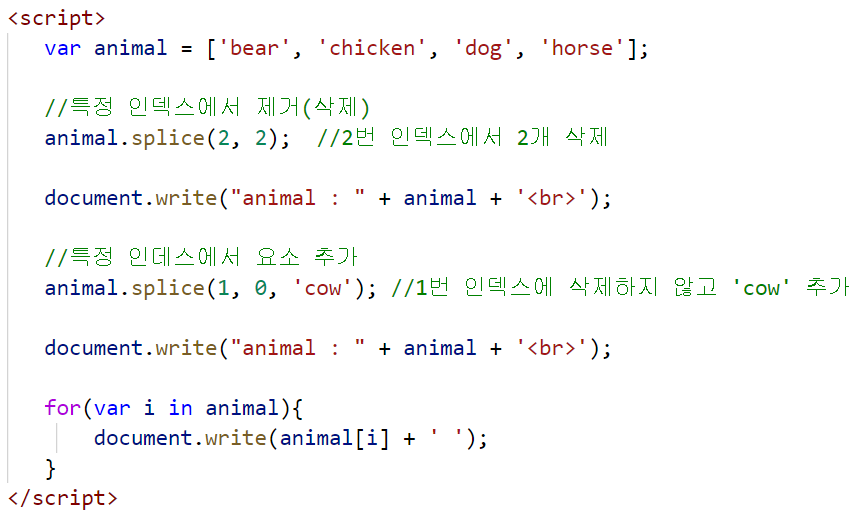 <script>
var animal = ['bear', 'chicken', 'dog', 'horse'];
//특정 인덱스에서 제거(삭제)
animal.splice(2, 2);  //2번 인덱스에서 2개 삭제
document.write("animal : " + animal + '<br>');
//특정 인데스에서 요소 추가
animal.splice(1, 0, 'cow'); //1번 인덱스에 삭제하지 않고 'cow' 추가
document.write("animal : " + animal + '<br>');
for(var i in animal){
document.write(animal[i] + ' ');
}
</script>